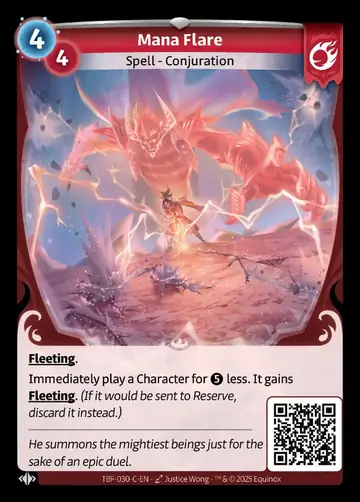 4
4
Mana Flare
Spell - Conjuration
Fleeting.
Immediately play a Character for 5 less. It gains
Fleeting. (If it would be sent to Reserve,
discard it instead.)
He summons the mightiest beings just for the
sake of an epic duel.
TBF-030-C-EN - Justice Wong - ™ & © 2025 Equinox